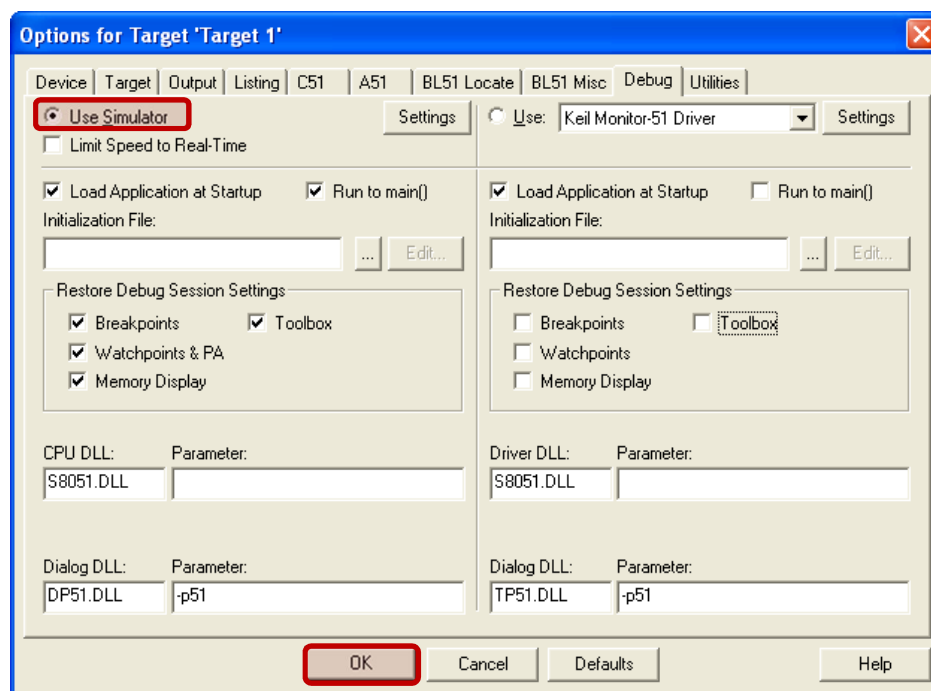 Options for Target 'Target 1'
Device Target Output Listing C51 A51 BL51 Locate BL51 Misc Debug Utilities
Use Simulator Settings Use: Keil Monitor-51 Driver Settings
Limit Speed to Real-Time
Load Application at Startup Run to main() Load Application at Startup Run to main()
Initialization File: Initialization File:
... Edit... ... Edit...
Restore Debug Session Settings Restore Debug Session Settings
Breakpoints Toolbox Breakpoints Toolbox
Watchpoints & PA Watchpoints
Memory Display Memory Display
CPU DLL: Parameter: Driver DLL: Parameter:
S8051.DLL S8051.DLL
Dialog DLL: Parameter: Dialog DLL: Parameter:
DP51.DLL -p51 TP51.DLL -p51
OK Cancel Defaults Help